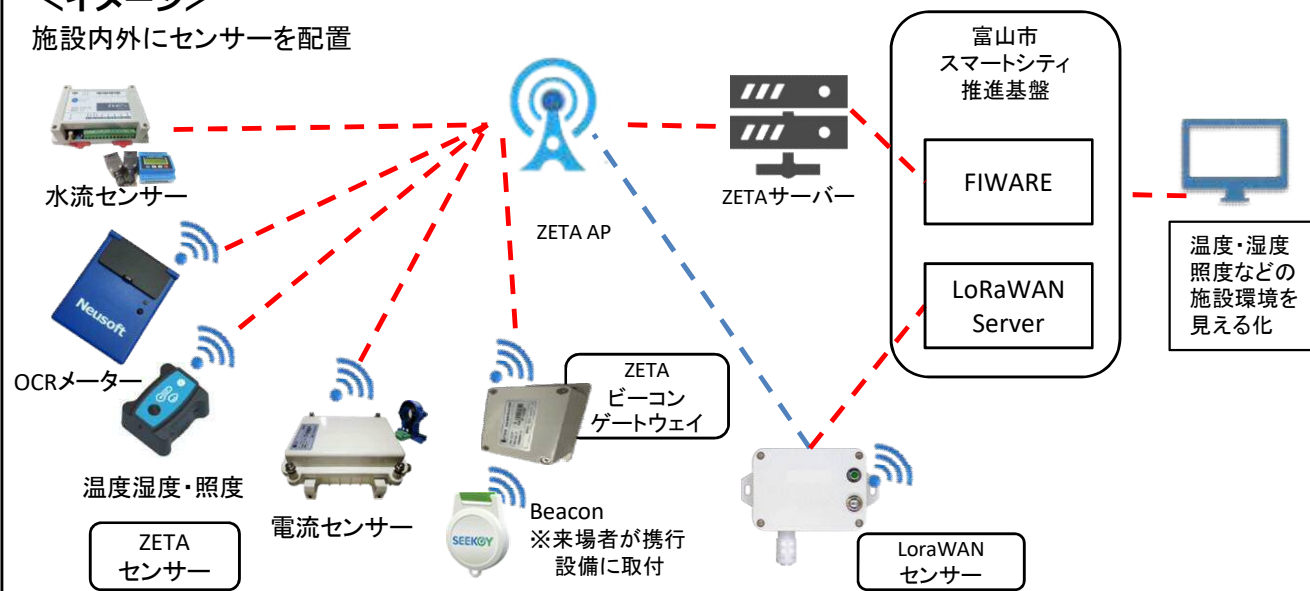 <イメージ>
施設内外にセンサーを配置
水流センサー
Neusoft
OCRメーター
温度湿度・照度
ZETA
センサー
電流センサー
ZETA AP
ZETA
ビーコン
ゲートウェイ
SEEKOY
Beacon
※来場者が携行
設備に取付
ZETAサーバー
富山市
スマートシティ
推進基盤
FIWARE
LoRaWAN
Server
LoraWAN
センサー
温度・湿度
照度などの
施設環境を
見える化